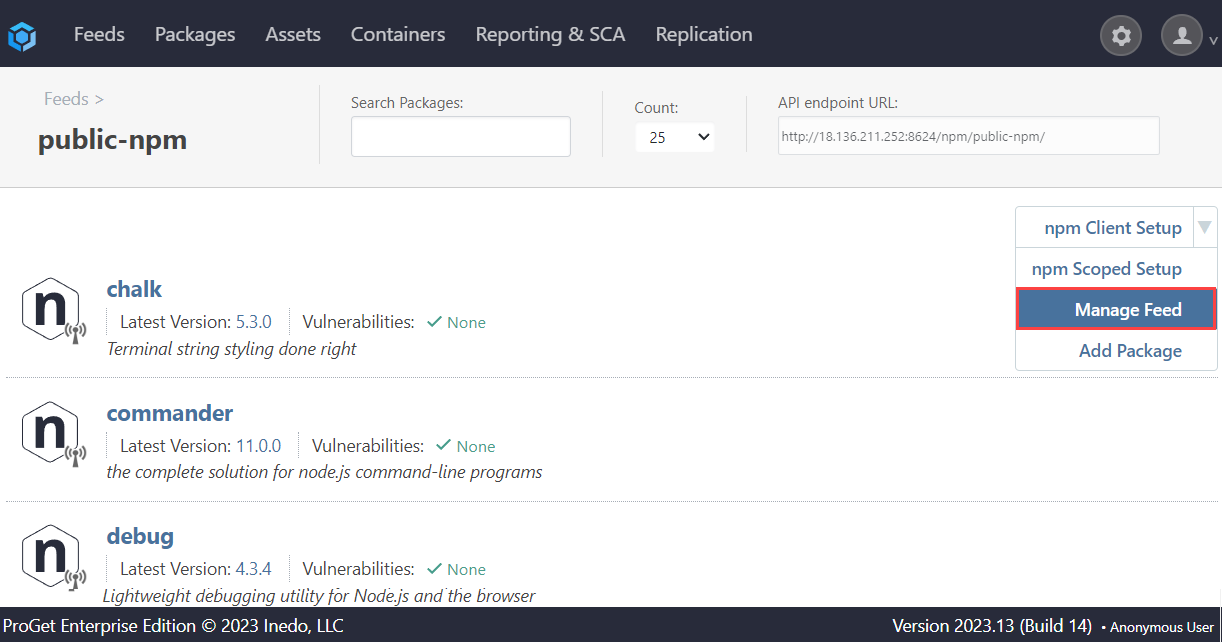 Feeds Packages Assets Containers Reporting & SCA Replication
Feeds >
public-npm
Search Packages:
Count:
25
API endpoint URL:
http://18.136.211.252:8624/npm/public-npm/
npm Client Setup
npm Scoped Setup
Manage Feed
Add Package
n
chalk
Latest Version: 5.3.0 Vulnerabilities: None
Terminal string styling done right
n
commander
Latest Version: 11.0.0 Vulnerabilities: None
the complete solution for node.js command-line programs
n
debug
Latest Version: 4.3.4 Vulnerabilities: None
Lightweight debugging utility for Node.js and the browser
ProGet Enterprise Edition © 2023 Inedo, LLC Version 2023.13 (Build 14) • Anonymous User